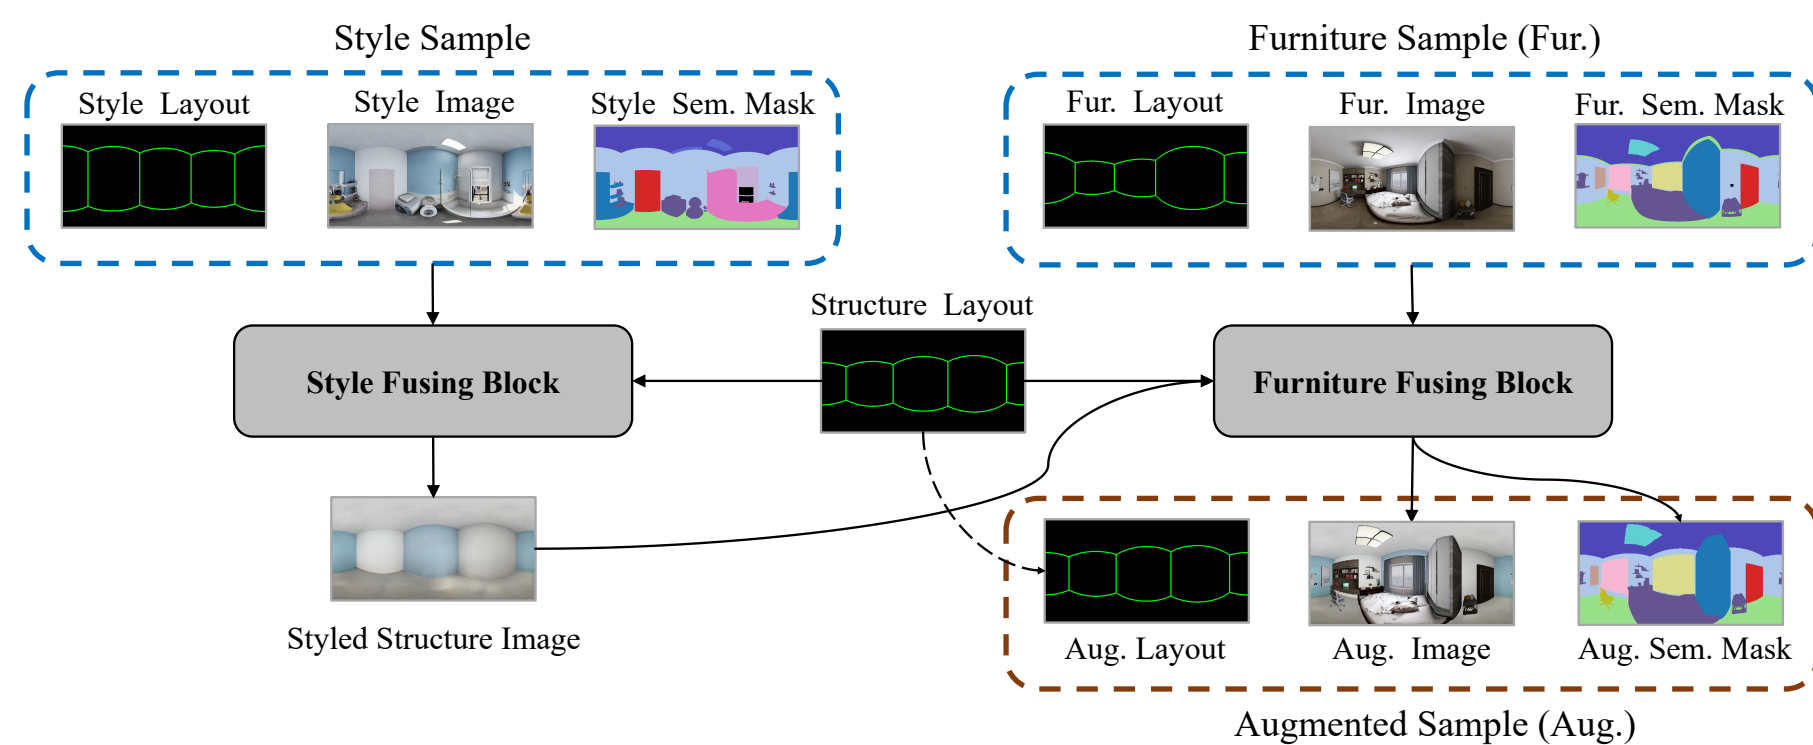 Style Sample
Furniture Sample (Fur.)
Style Layout
Style Image
Style Sem. Mask
Fur. Layout
Fur. Image
Fur. Sem. Mask
Structure Layout
Style Fusing Block
Furniture Fusing Block
Styled Structure Image
Aug. Layout
Aug. Image
Aug. Sem. Mask
Augmented Sample (Aug.)